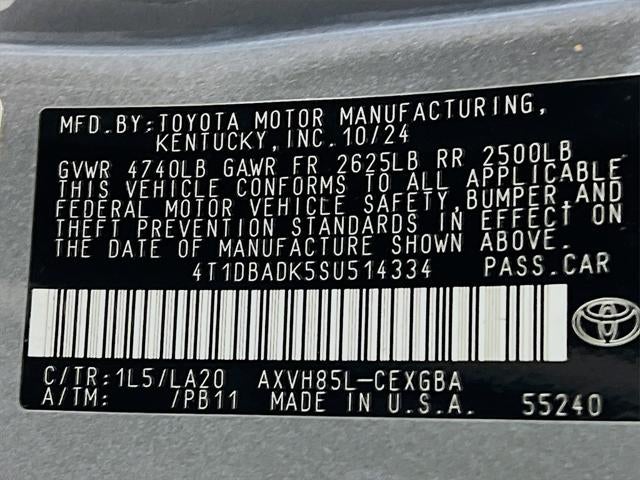 MFD.BY:TOYOTA MOTOR MANUFACTURING,
KENTUCKY,INC.10/24
GVWR 4740LB GAWR FR 2625LB RR 2500LB
THIS VEHICLE CONFORMS TO ALL APPLICABLE
FEDERAL MOTOR VEHICLE SAFETY,BUMPER,AND
THEFT PREVENTION STANDARDS IN EFFECT ON
THE DATE OF MANUFACTURE SHOWN ABOVE.
4T1DBADK5SU514334 PASS.CAR
C/TR:1L5/LA20 AXVH85L-CEXGBA
A/TM: /PB11 MADE IN U.S.A. 55240